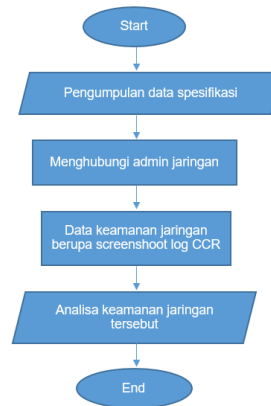 Start
Pengumpulan data spesifikasi
Menghubungi admin jaringan
Data keamanan jaringan
berupa screenshoot log CCR
Analisa keamanan jaringan
tersebut
End